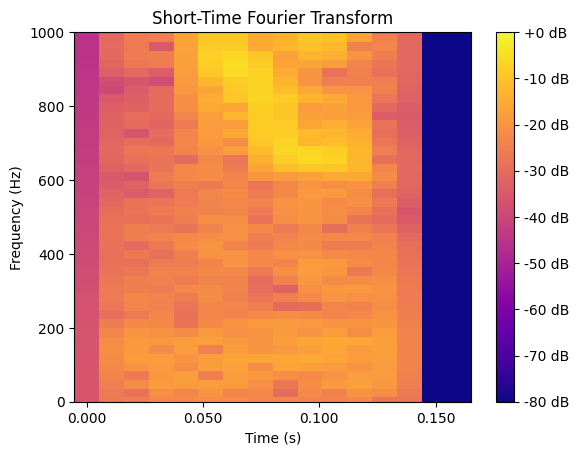 Short-Time Fourier Transform
1000
800
600
400
200
0
Frequency (Hz)
0.000
0.050
0.100
0.150
Time (s)
+0 dB
-10 dB
-20 dB
-30 dB
-40 dB
-50 dB
-60 dB
-70 dB
-80 dB